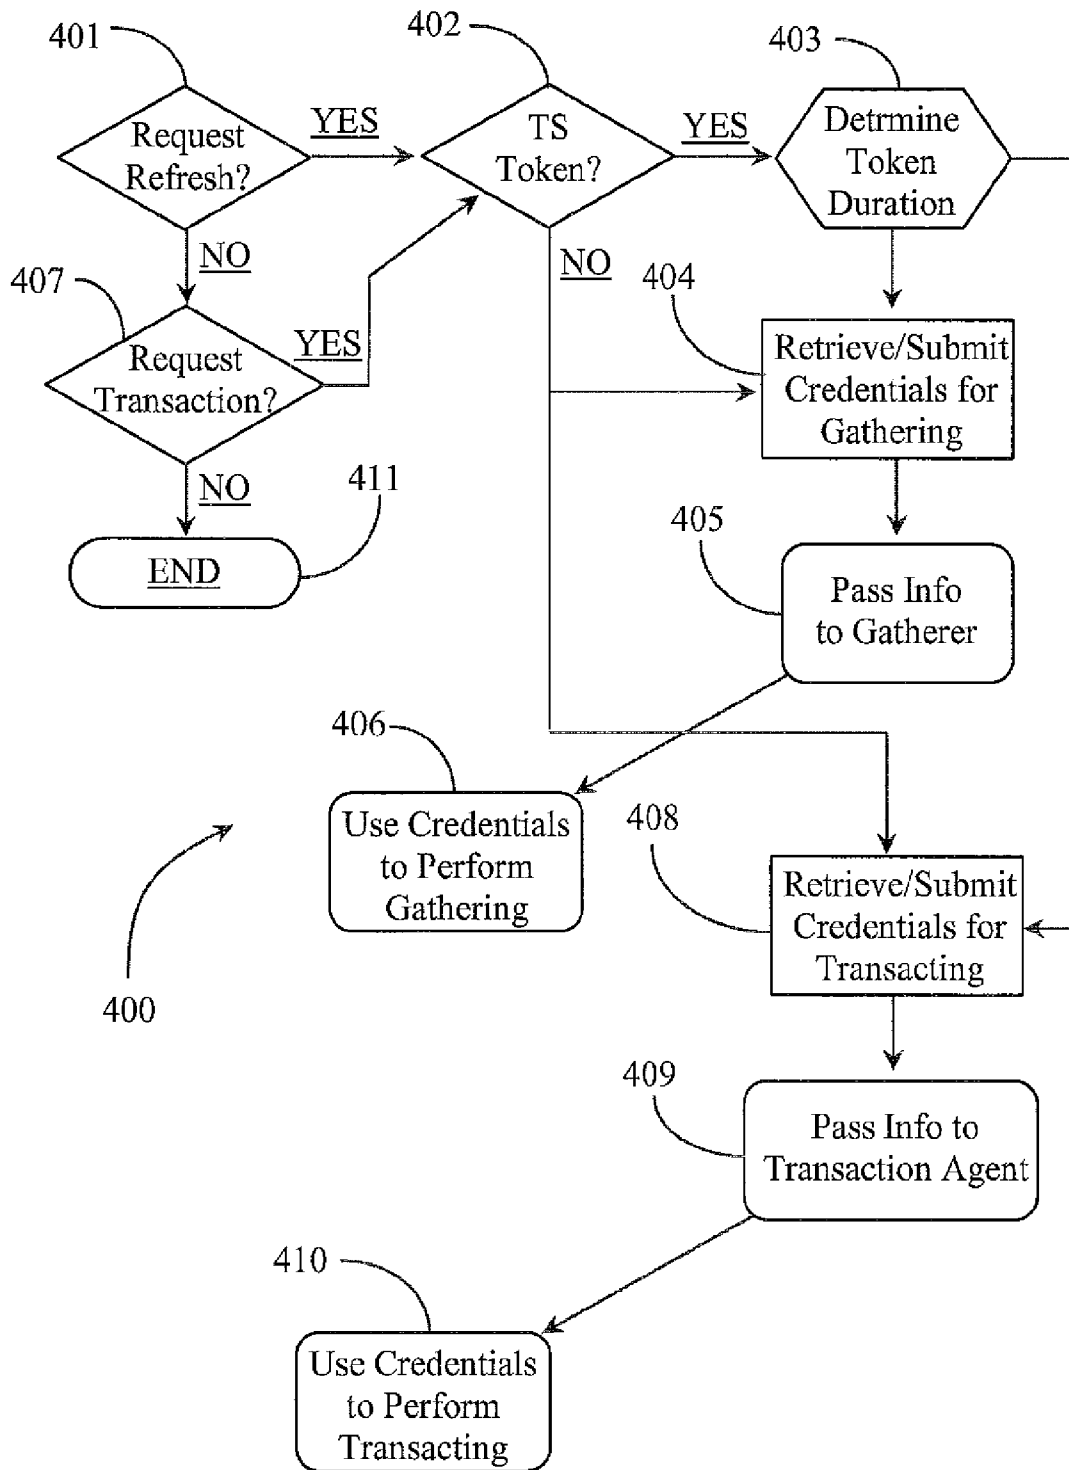 401
402
403
Request
Refresh?
YES
TS
Token?
YES
Detrmine
Token
Duration
NO
NO
407
404
Request
Transaction?
YES
Retrieve/Submit
Credentials for
Gathering
NO
411
END
405
Pass Info
to Gatherer
406
Use Credentials
to Perform
Gathering
408
Retrieve/Submit
Credentials for
Transacting
400
409
Pass Info to
Transaction Agent
410
Use Credentials
to Perform
Transacting